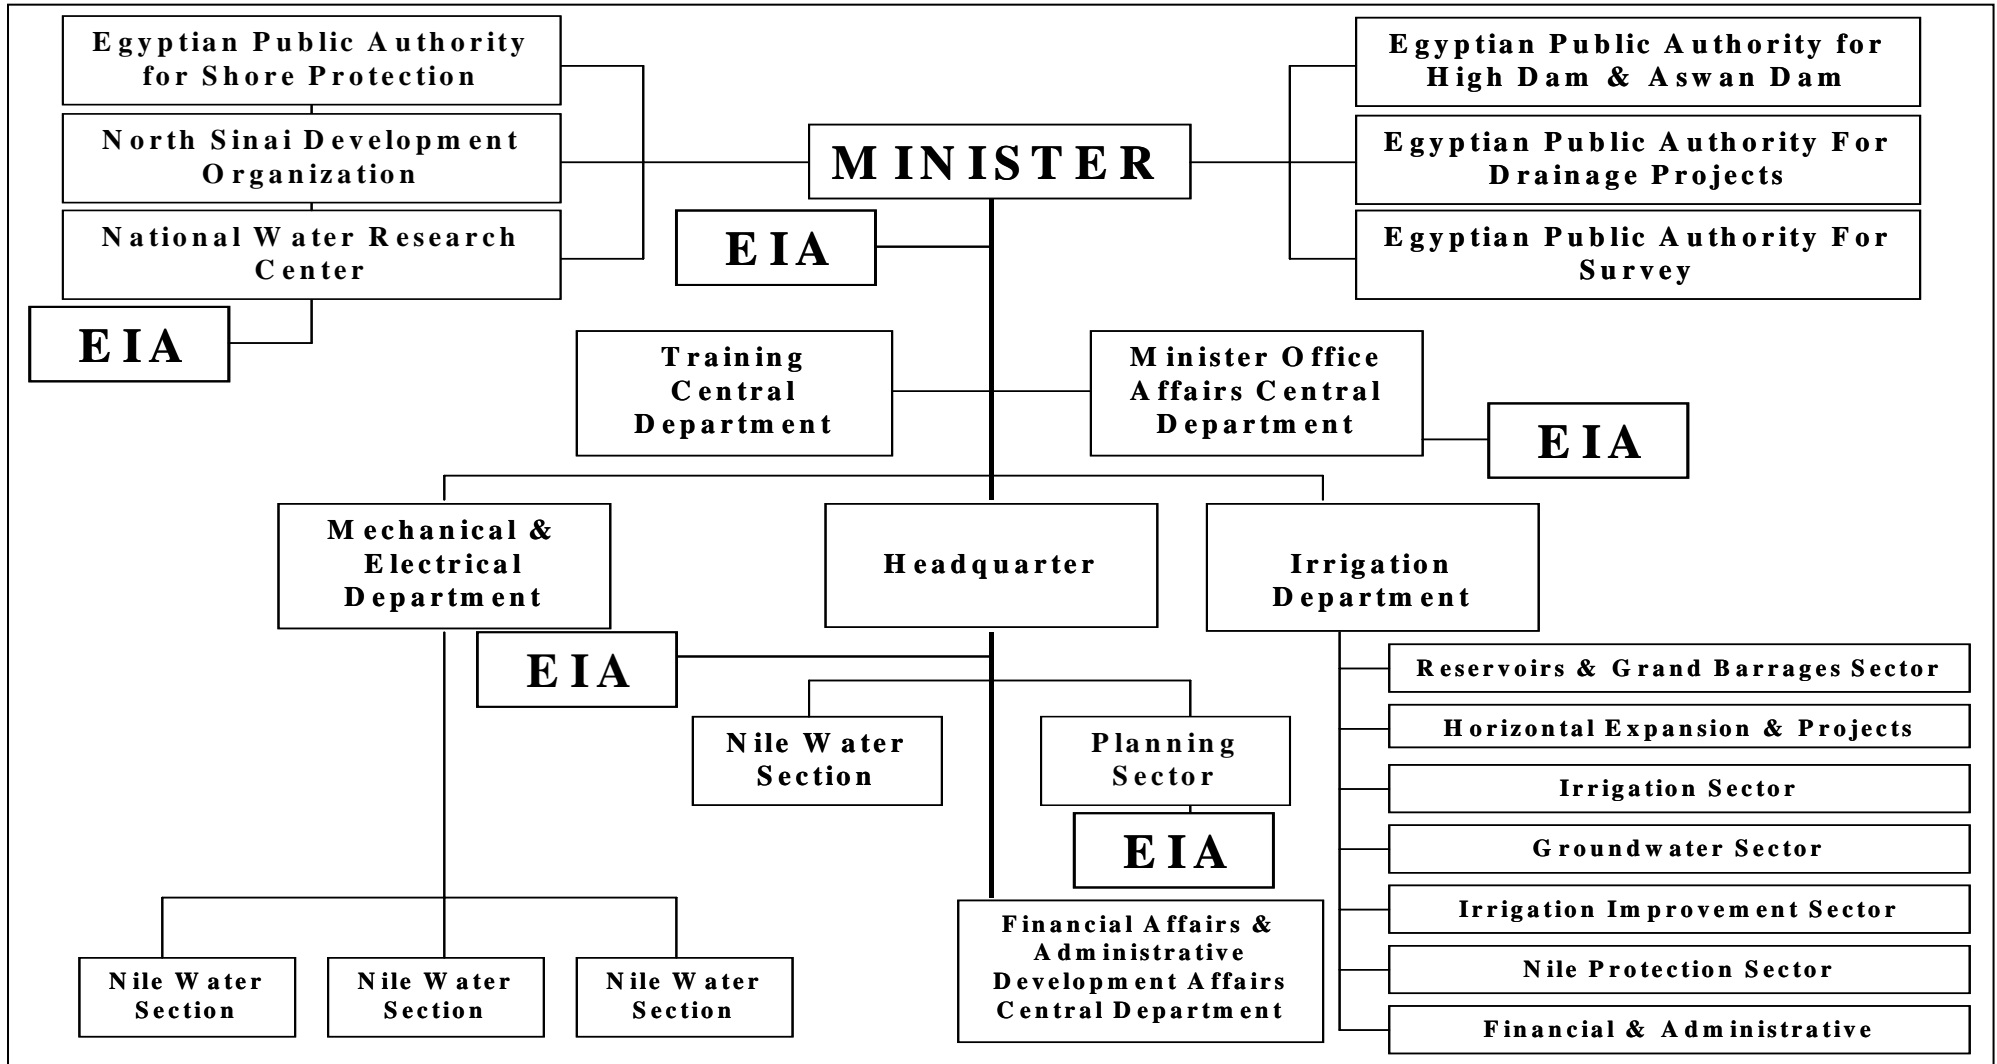 Egyptian Public Authority
for Shore Protection
North Sinai Development
Organization
National Water Research
Center
EIA
MINISTER
EIA
Egyptian Public Authority for
High Dam & Aswan Dam
Egyptian Public Authority For
Drainage Projects
Egyptian Public Authority For
Survey
Training
Central
Department
Minister Office
Affairs Central
Department
EIA
Mechanical &
Electrical
Department
Headquarter
Irrigation
Department
EIA
Nile Water
Section
Planning
Sector
EIA
Reservoirs & Grand Barrages Sector
Horizontal Expansion & Projects
Irrigation Sector
Groundwater Sector
Irrigation Improvement Sector
Nile Protection Sector
Financial & Administrative
Nile Water
Section
Nile Water
Section
Nile Water
Section
Financial Affairs &
Administrative
Development Affairs
Central Department